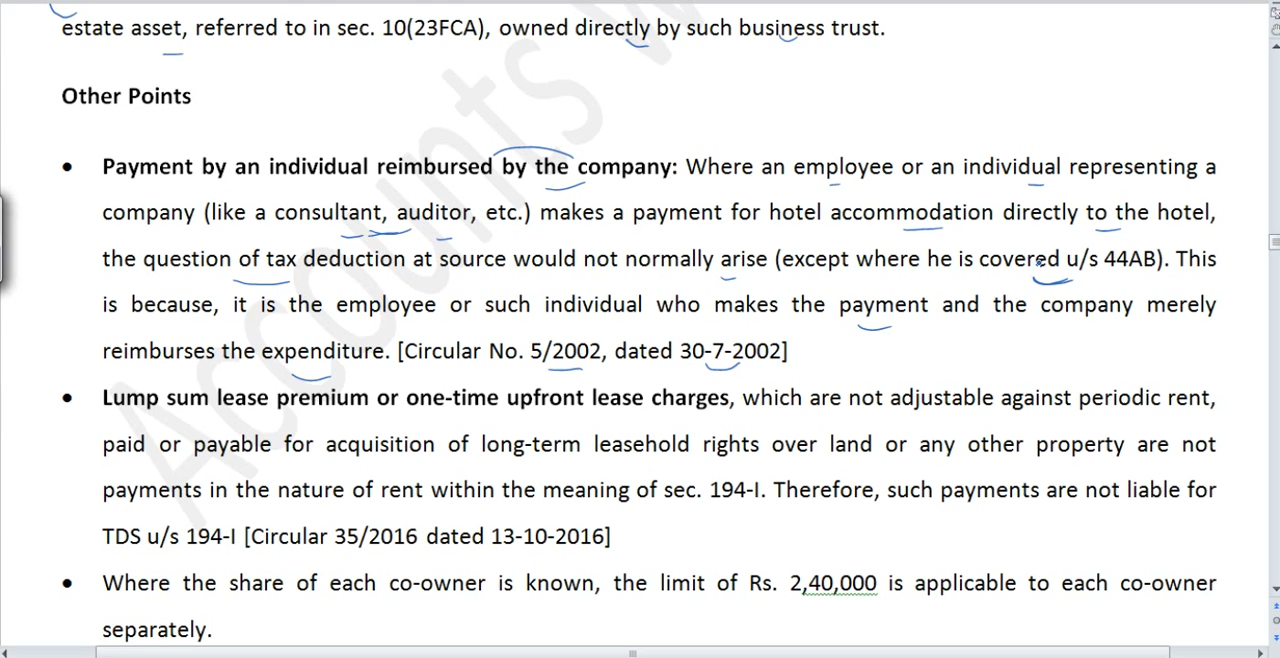 estate asset, referred to in sec. 10(23FCA), owned directly by such business trust.
Other Points
• Payment by an individual reimbursed by the company: Where an employee or an individual representing a
company (like a consultant, auditor, etc.) makes a payment for hotel accommodation directly to the hotel,
the question of tax deduction at source would not normally arise (except where he is covered u/s 44AB). This
is because, it is the employee or such individual who makes the payment and the company merely
reimburses the expenditure. [Circular No. 5/2002, dated 30-7-2002]
• Lump sum lease premium or one-time upfront lease charges, which are not adjustable against periodic rent,
paid or payable for acquisition of long-term leasehold rights over land or any other property are not
payments in the nature of rent within the meaning of sec. 194-I. Therefore, such payments are not liable for
TDS u/s 194-I [Circular 35/2016 dated 13-10-2016]
• Where the share of each co-owner is known, the limit of Rs. 2,40,000 is applicable to each co-owner
separately.
Accounts w